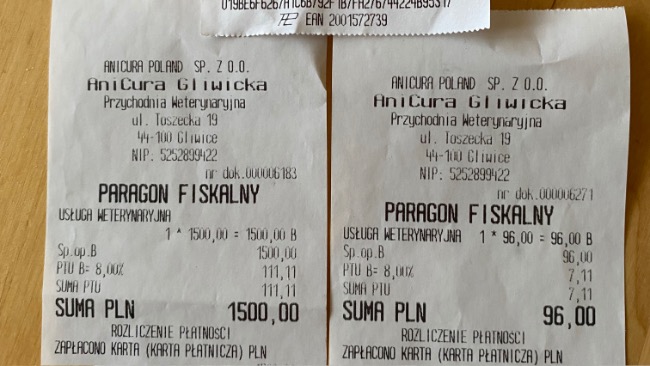 019BE6F6267A1C6B792F1B7FA276744224B95317
EAN 2001572739
ANICURA POLAND SP. Z O.O.
AniCura Gliwicka
Przychodnia Weterynaryjna
ul. Toszecka 19
44-100 Gliwice
NIP: 5252899422
nr dok.000006183
PARAGON FISKALNY
USŁUGA WETERYNARYJNA
1 * 1500,00 = 1500,00 B
Sp.op.B 1500,00
PTU B= 8,00% 111,11
SUMA PTU 111,11
SUMA PLN 1500,00
ROZLICZENIE PŁATNOŚCI
ZAPŁACONO KARTA (KARTA PŁATNICZA) PLN
ANICURA POLAND SP. Z O.O.
AniCura Gliwicka
Przychodnia Weterynaryjna
ul. Toszecka 19
44-100 Gliwice
NIP: 5252899422
nr dok.000006271
PARAGON FISKALNY
USŁUGA WETERYNARYJNA 1 * 96,00 = 96,00 B
Sp.op.B 96,00
PTU B= 8,00% 7,11
SUMA PTU 7,11
SUMA PLN 96,00
ROZLICZENIE PŁATNOŚCI
ZAPŁACONO KARTA (KARTA PŁATNICZA) PLN